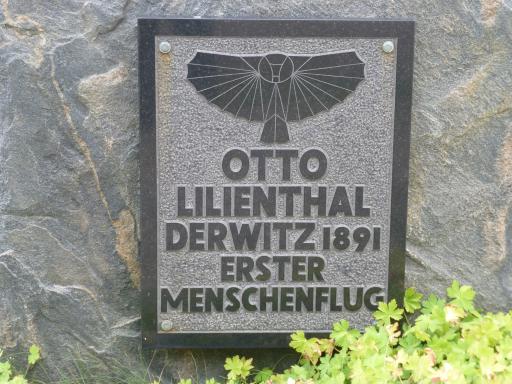 OTTO
LILIENTHAL
DERWITZ 1891
ERSTER
MENSCHENFLUG